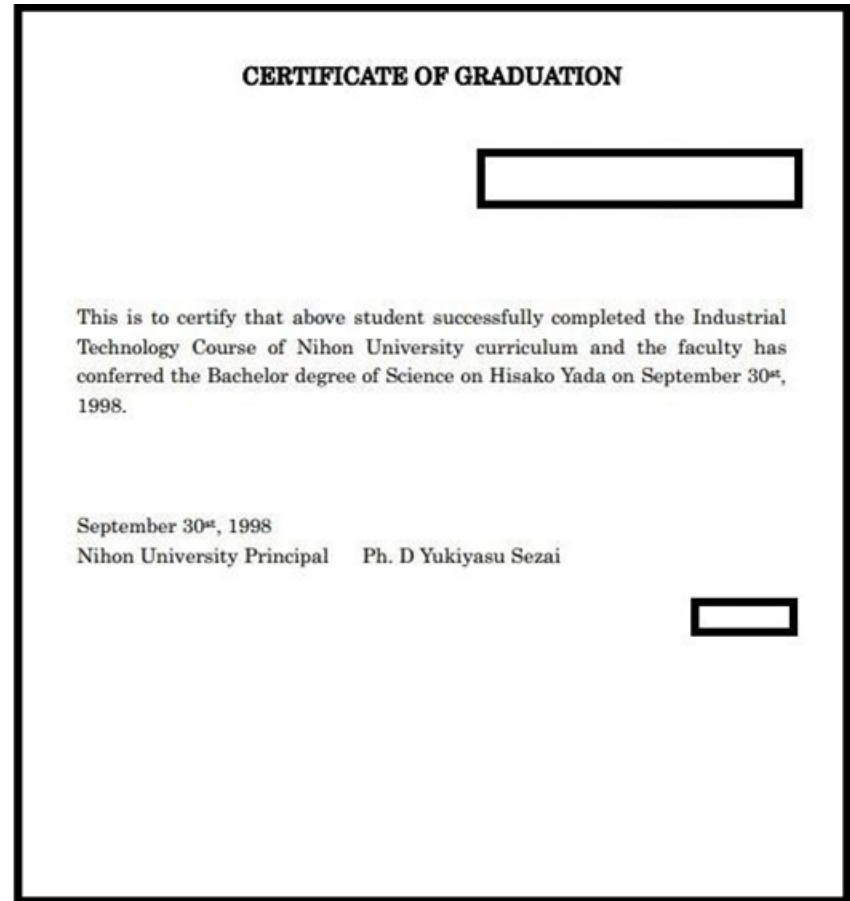 CERTIFICATE OF GRADUATION
This is to certify that above student successfully completed the Industrial
Technology Course of Nihon University curriculum and the faculty has
conferred the Bachelor degree of Science on Hisako Yada on September 30st,
1998.
September 30st, 1998
Nihon University Principal Ph. D Yukiyasu Sezai